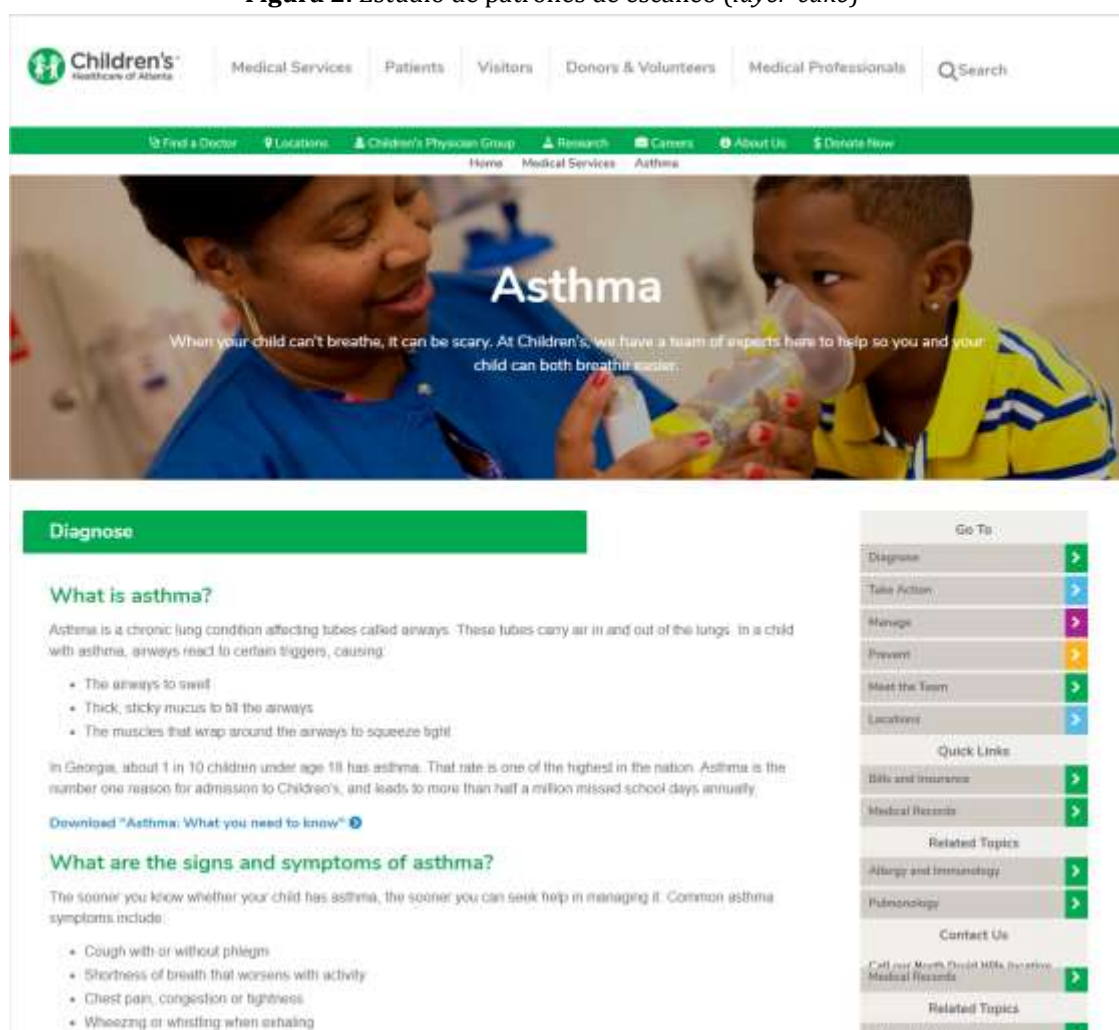 Figura 2. Estudio de patrones de escaneo (layer-cake)
Children's
Healthcare of Atlanta
Medical Services
Patients
Visitors
Donors & Volunteers
Medical Professionals
Search
Find a Doctor
Locations
Children's Physician Group
Research
Careers
About Us
$ Donate Now
Home
Medical Services
Asthma
Asthma
When your child can't breathe, it can be scary. At Children's, we have a team of experts here to help so you and your
child can both breathe easier.
Diagnose
What is asthma?
Asthma is a chronic lung condition affecting tubes called airways. These tubes carry air in and out of the lungs. In a child
with asthma, airways react to certain triggers, causing:
• The airways to swell
• Thick, sticky mucus to fill the airways
• The muscles that wrap around the airways to squeeze tight
In Georgia, about 1 in 10 children under age 18 has asthma. That rate is one of the highest in the nation. Asthma is the
number one reason for admission to Children's, and leads to more than half a million missed school days annually.
Download "Asthma: What you need to know"
What are the signs and symptoms of asthma?
The sooner you know whether your child has asthma, the sooner you can seek help in managing it. Common asthma
symptoms include:
• Cough with or without phlegm
• Shortness of breath that worsens with activity
• Chest pain, congestion or tightness
• Wheezing or whistling when exhaling
Go To
Diagnose
Take Action
Manage
Prevent
Meet the Team
Locations
Quick Links
Bills and Insurance
Medical Records
Related Topics
Allergy and Immunology
Pulmonology
Contact Us
Call our North Druid Hills location
Medical Records
Related Topics